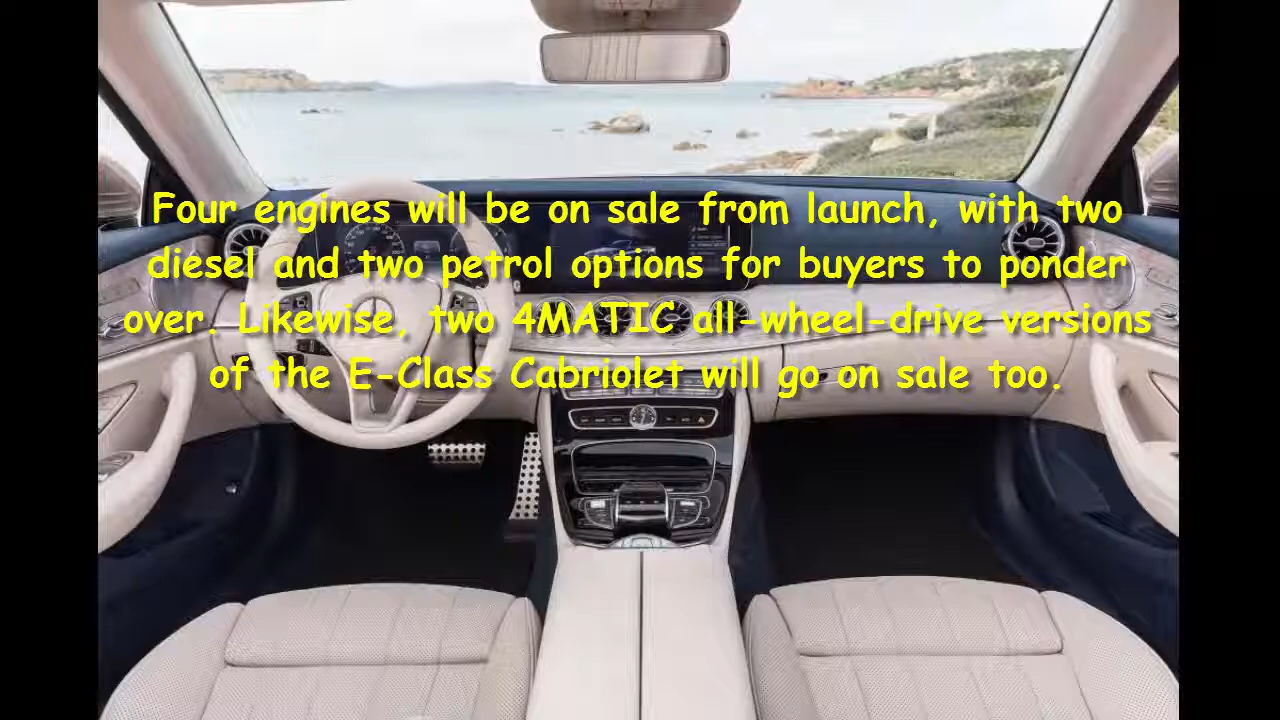 Four engines will be on sale from launch, with two
diesel and two petrol options for buyers to ponder
over. Likewise, two 4MATIC all-wheel-drive versions
of the E-Class Cabriolet will go on sale too.